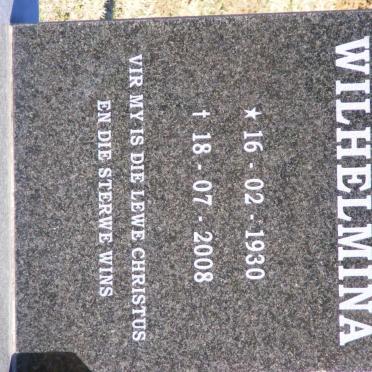 WILHELMINA
★ 16 - 02 - 1930
† 18 - 07 - 2008
VIR MY IS DIE LEWE CHRISTUS
EN DIE STERWE WINS